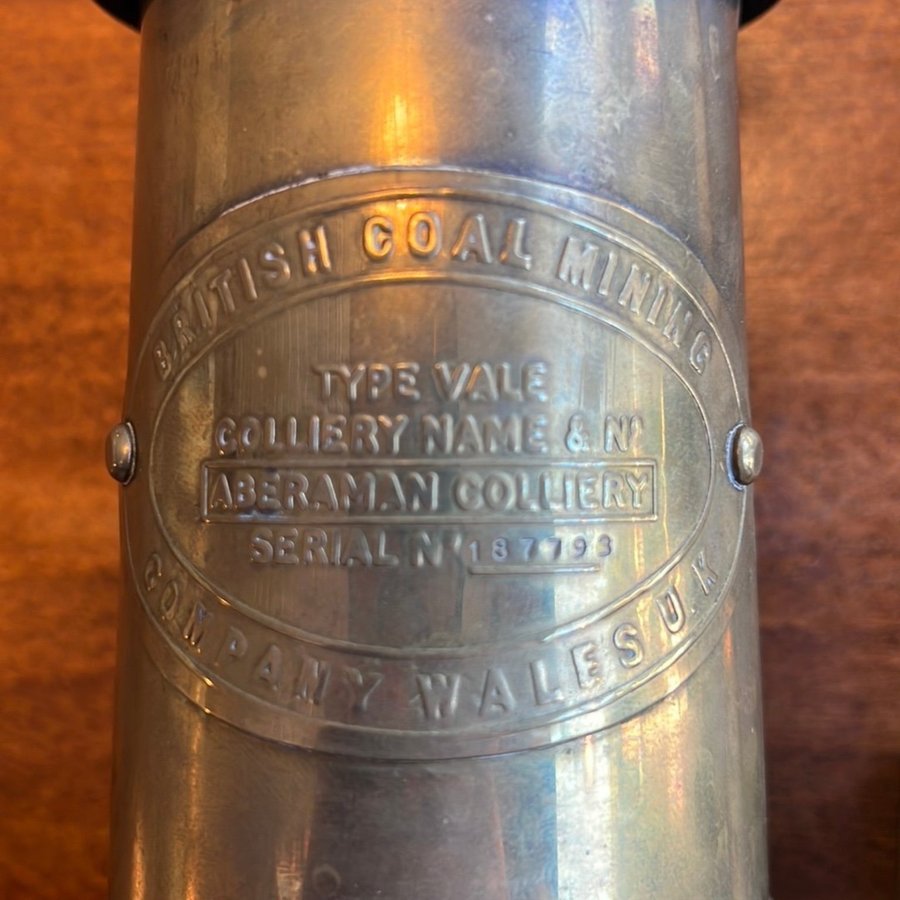 BRITISH COAL MINING
TYPE VALE
COLLIERY NAME & Nº
ABERAMAN COLLIERY
SERIAL Nº 187793
COMPANY WALES U.K